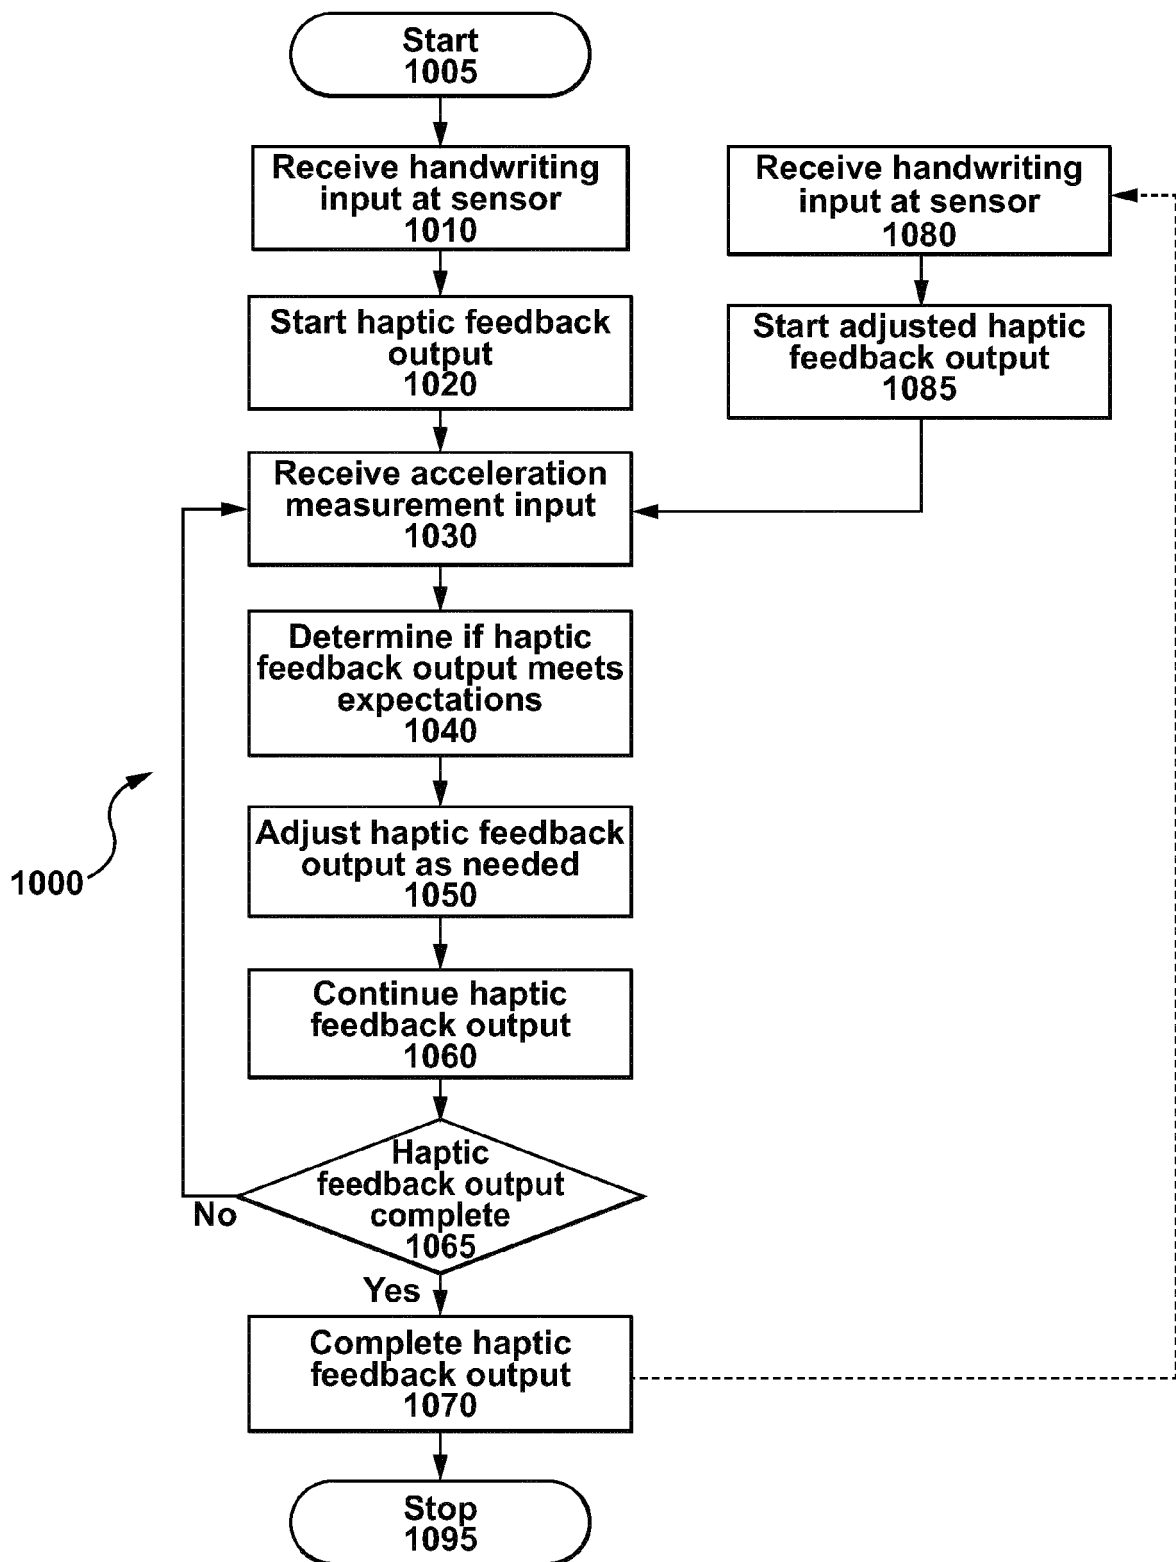 Start
1005
Receive handwriting
input at sensor
1010
Receive handwriting
input at sensor
1080
Start haptic feedback
output
1020
Start adjusted haptic
feedback output
1085
Receive acceleration
measurement input
1030
Determine if haptic
feedback output meets
expectations
1040
Adjust haptic feedback
output as needed
1050
1000
Continue haptic
feedback output
1060
Haptic
feedback output
complete
1065
No
Yes
Complete haptic
feedback output
1070
Stop
1095